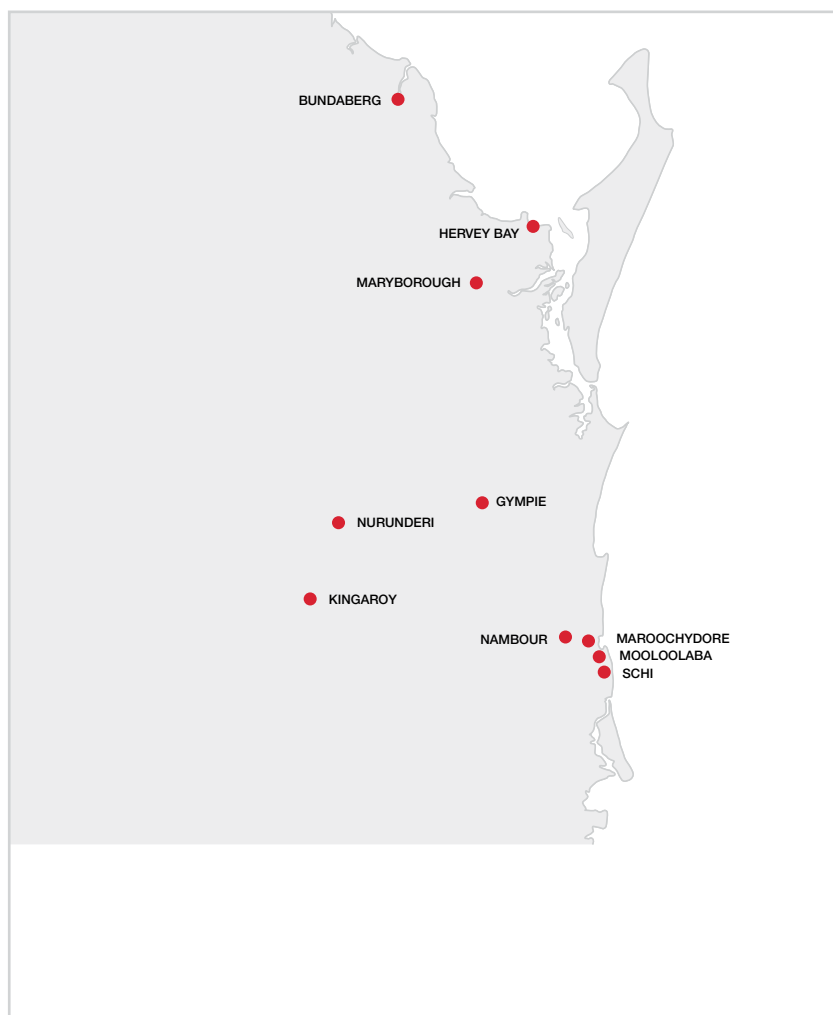 BUNDABERG
HERVEY BAY
MARYBOROUGH
GYMPIE
NURUNDERI
KINGAROY
NAMBOUR
MAROOCHYDORE
MOOLOOLABA
SCHI